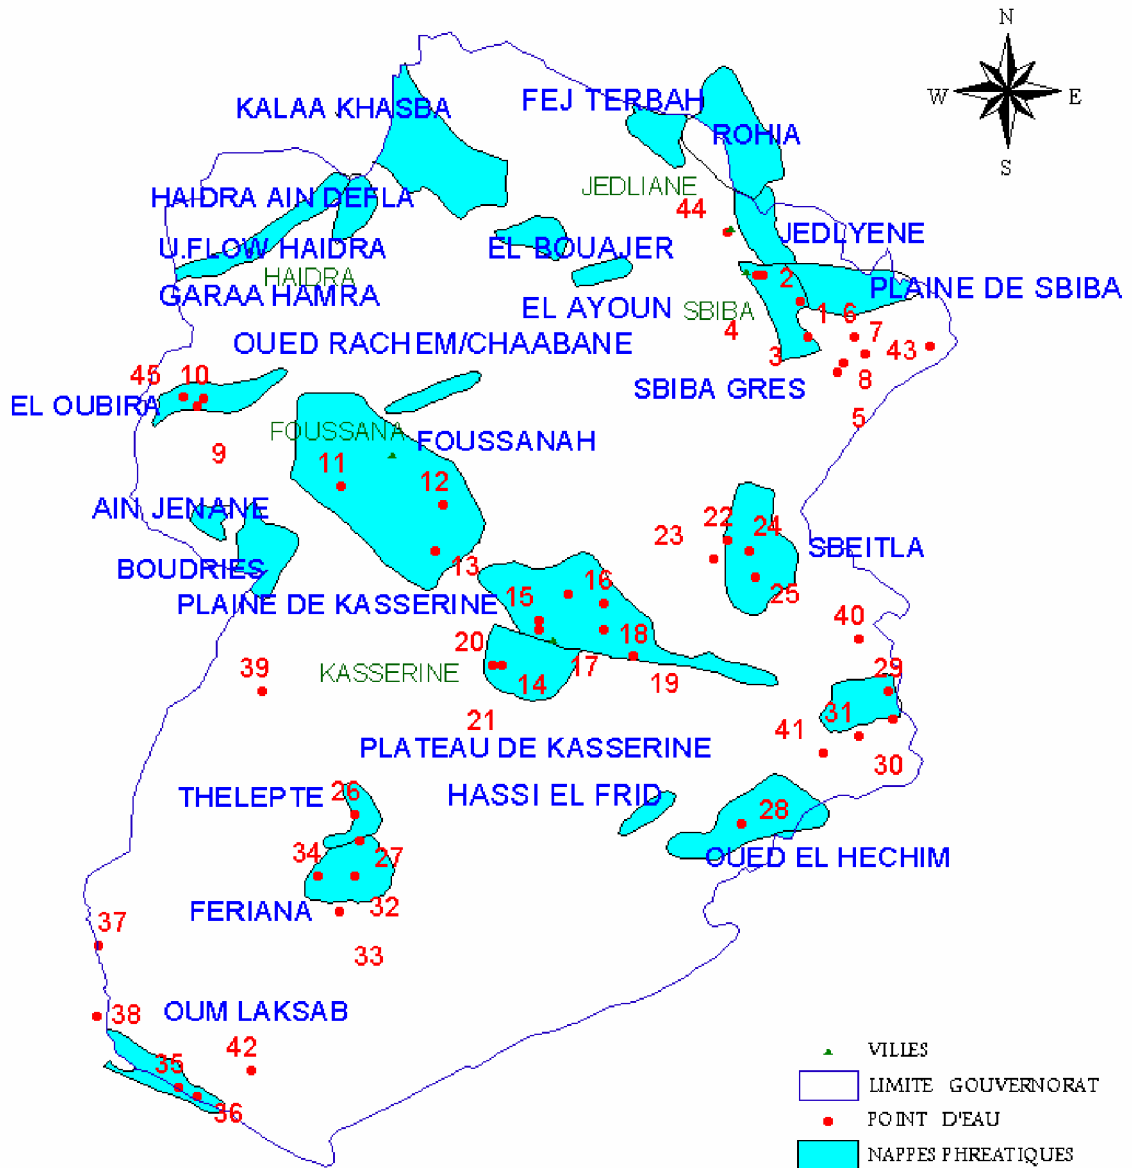 N
FEJ TERBAH
KALAA KHASBA
W
E
ROHIA
S
JEDLIANE
HAIDRA AIN DEFLA
44
JEDLYENE
U.FLOW HAIDRA
EL BOUAJER
HAIDRA
2
PLAINE DE SBIBA
GARAA HAMRA
EL AYOUN
SBIBA
4
1
6
7
OUED RACHEM/CHAABANE
3
43
45
10
8
SBIBA GRES
EL OUBIRA
5
FOUSSANA
FOUSSANAH
9
11
12
AIN JENANE
22
24
23
SBEITLA
BOUDRIES
13
16
25
PLAINE DE KASSERINE
15
40
18
20
KASSERINE
39
14
17
19
29
21
31
41
PLATEAU DE KASSERINE
30
THELEPTE
26
HASSI EL FRID
28
OUED EL HECHIM
34
27
FERIANA
32
37
33
38
OUM LAKSAB
42
VILLES
35
LIMITE GOUVERNORAT
36
POINT D'EAU
NAPPES PHREATIQUES